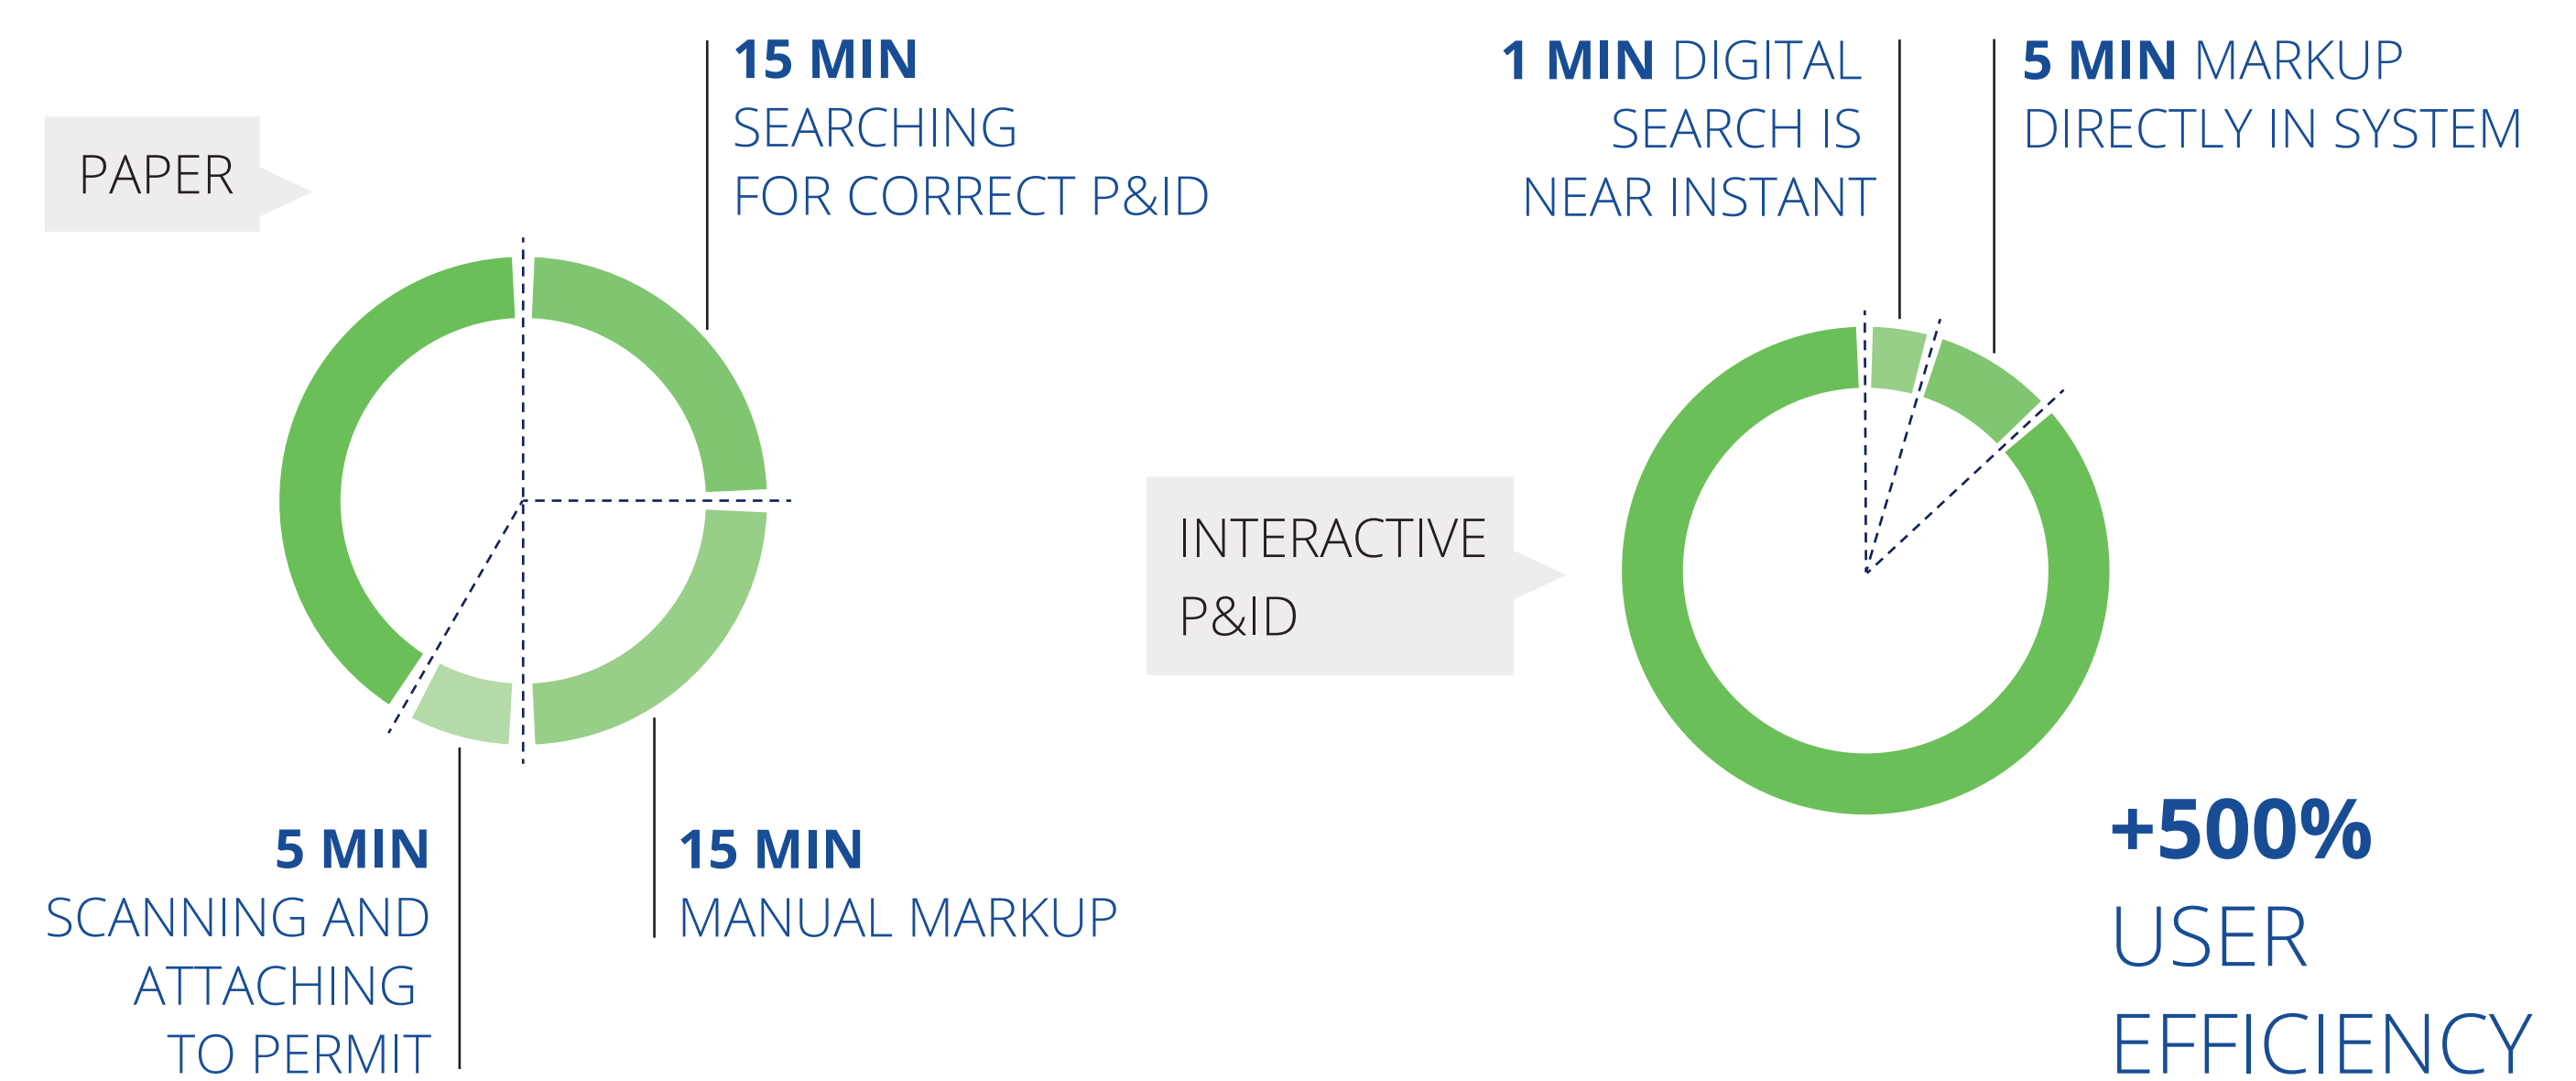 PAPER
15 MIN
SEARCHING
FOR CORRECT P&ID
5 MIN
SCANNING AND
ATTACHING
TO PERMIT
15 MIN
MANUAL MARKUP
1 MIN DIGITAL
SEARCH IS
NEAR INSTANT
5 MIN MARKUP
DIRECTLY IN SYSTEM
INTERACTIVE
P&ID
+500%
USER
EFFICIENCY